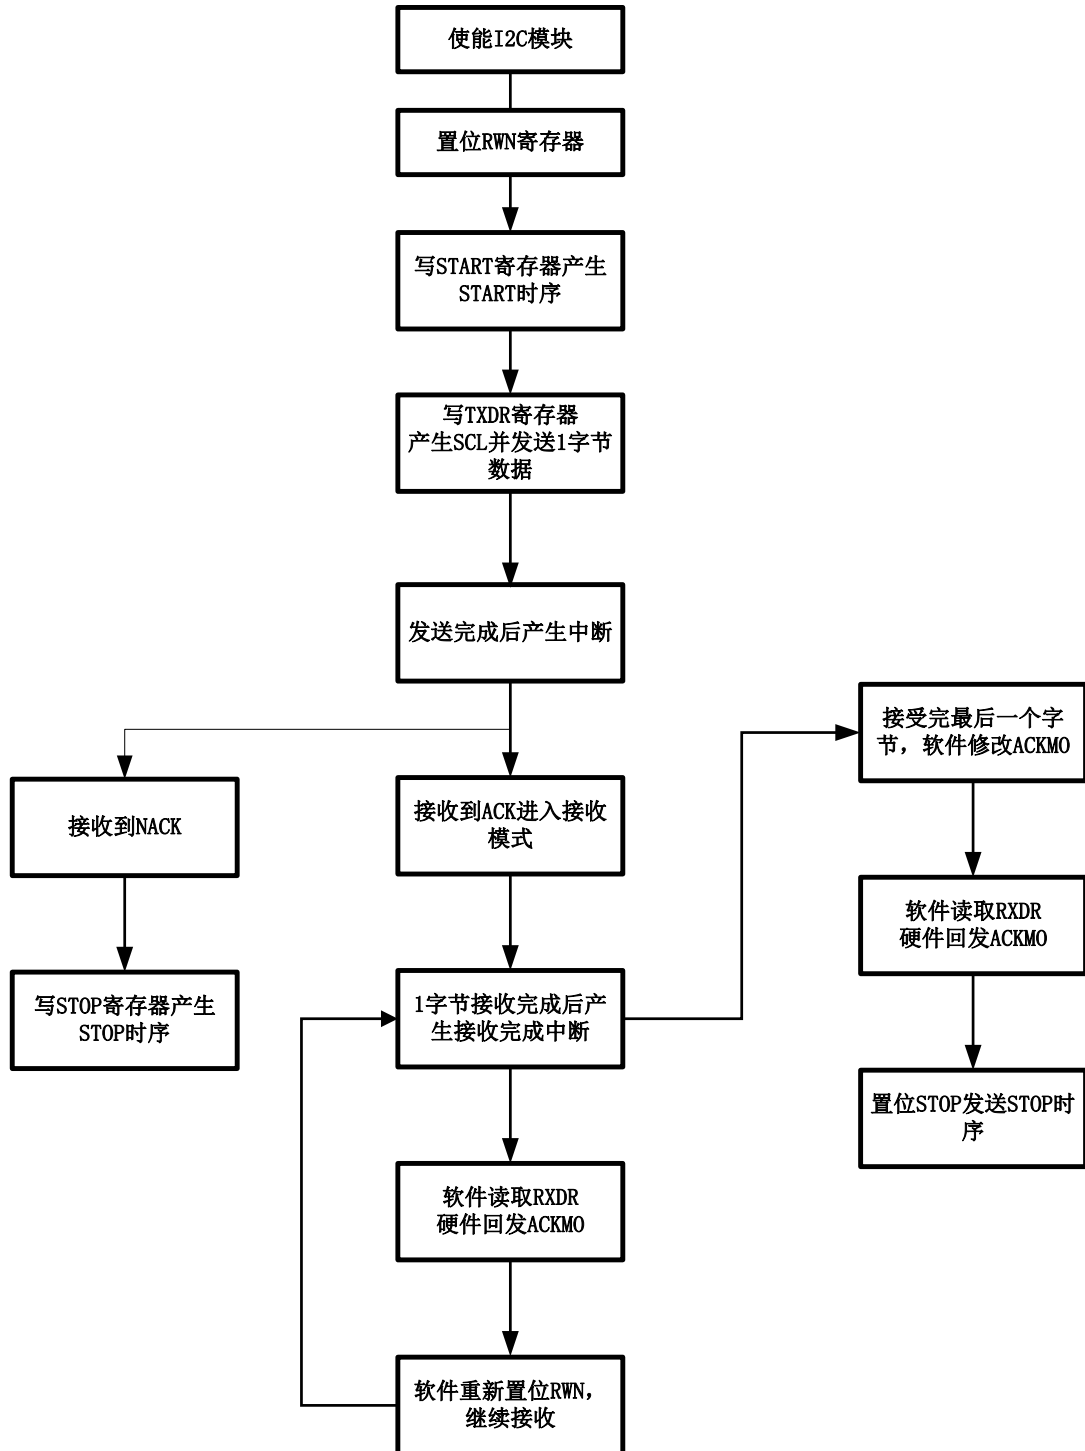 使能I2C模块
置位RWN寄存器
写START寄存器产生
START时序
写TXDR寄存器
产生SCL并发送1字节
数据
发送完成后产生中断
接收到NACK
写STOP寄存器产生
STOP时序
接收到ACK进入接收
模式
1字节接收完成后产
生接收完成中断
软件读取RXDR
硬件回发ACKMO
软件重新置位RWN，
继续接收
接受完最后一个字
节，软件修改ACKMO
软件读取RXDR
硬件回发ACKMO
置位STOP发送STOP时
序